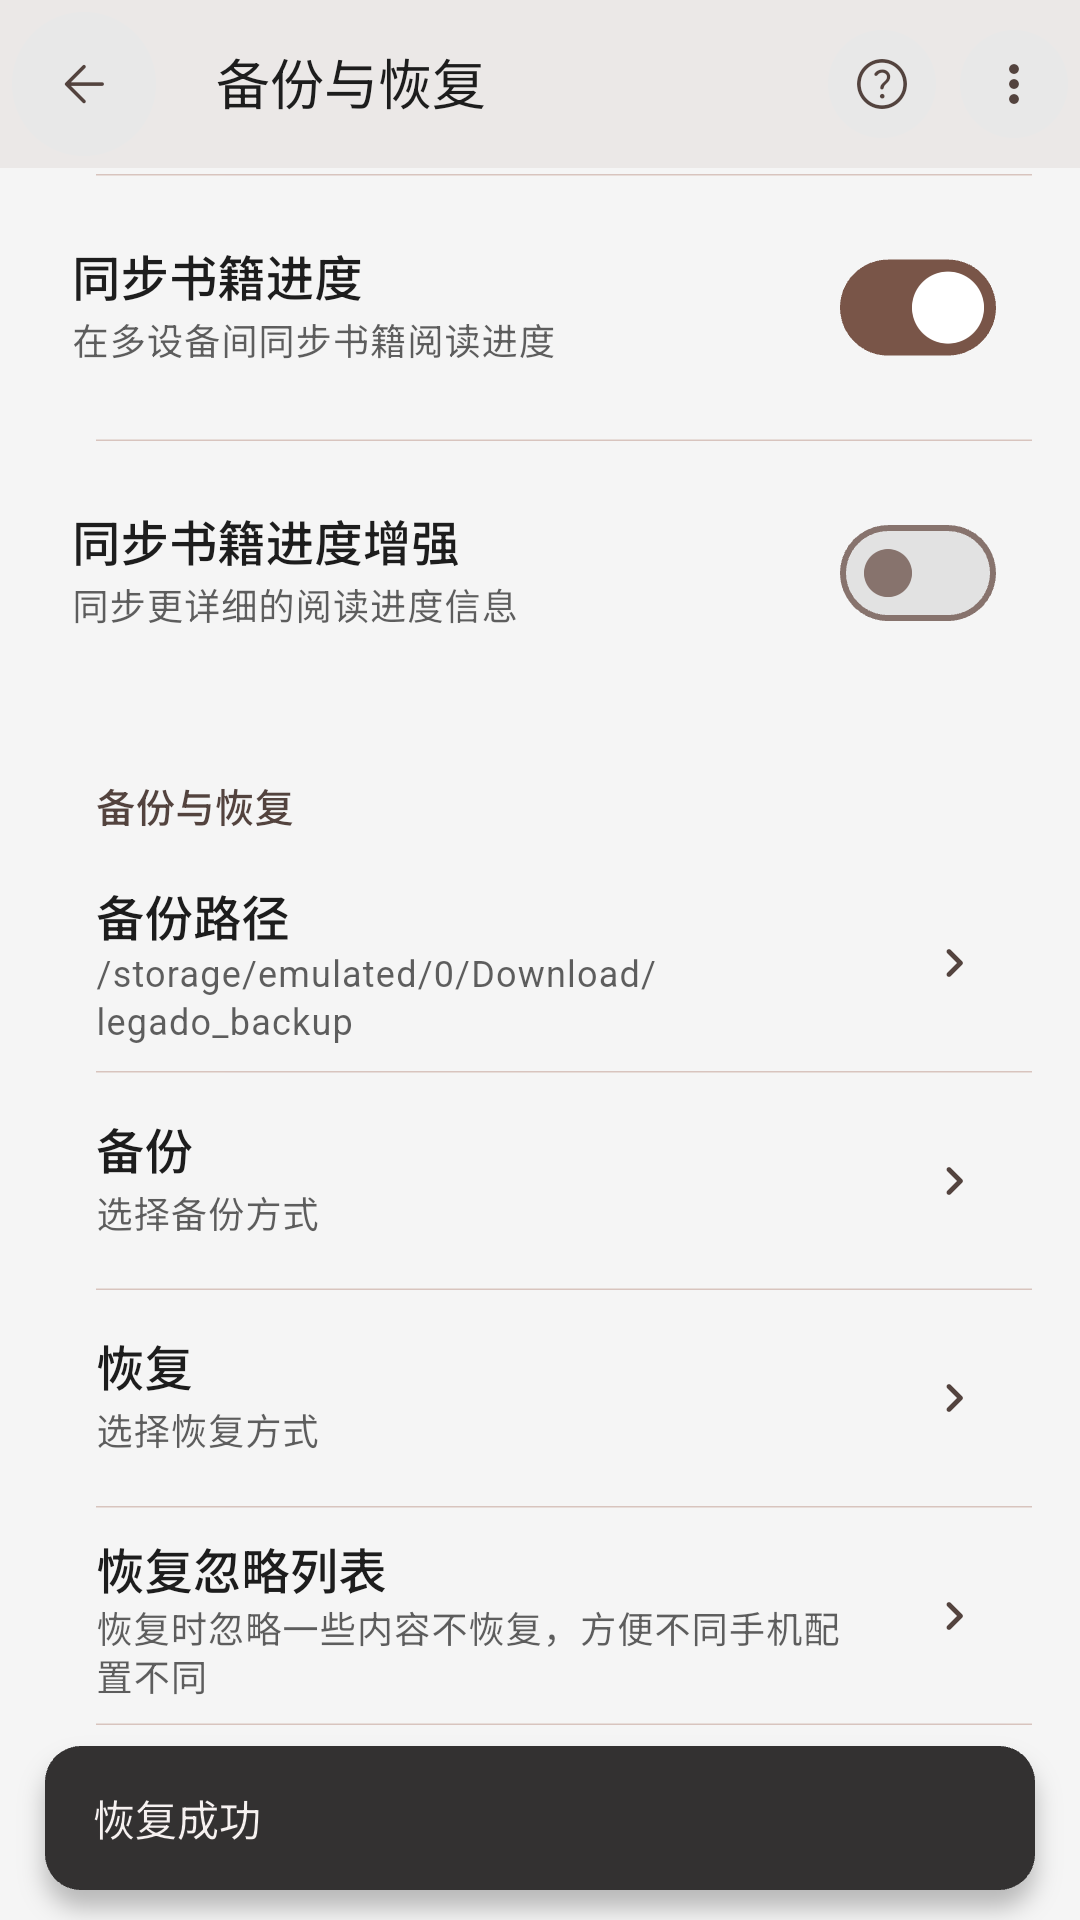 备份与恢复
同步书籍进度
在多设备间同步书籍阅读进度
同步书籍进度增强
同步更详细的阅读进度信息
备份与恢复
备份路径
/storage/emulated/0/Download/
legado_backup
备份
选择备份方式
恢复
选择恢复方式
恢复忽略列表
恢复时忽略一些内容不恢复，方便不同手机配
置不同
恢复成功